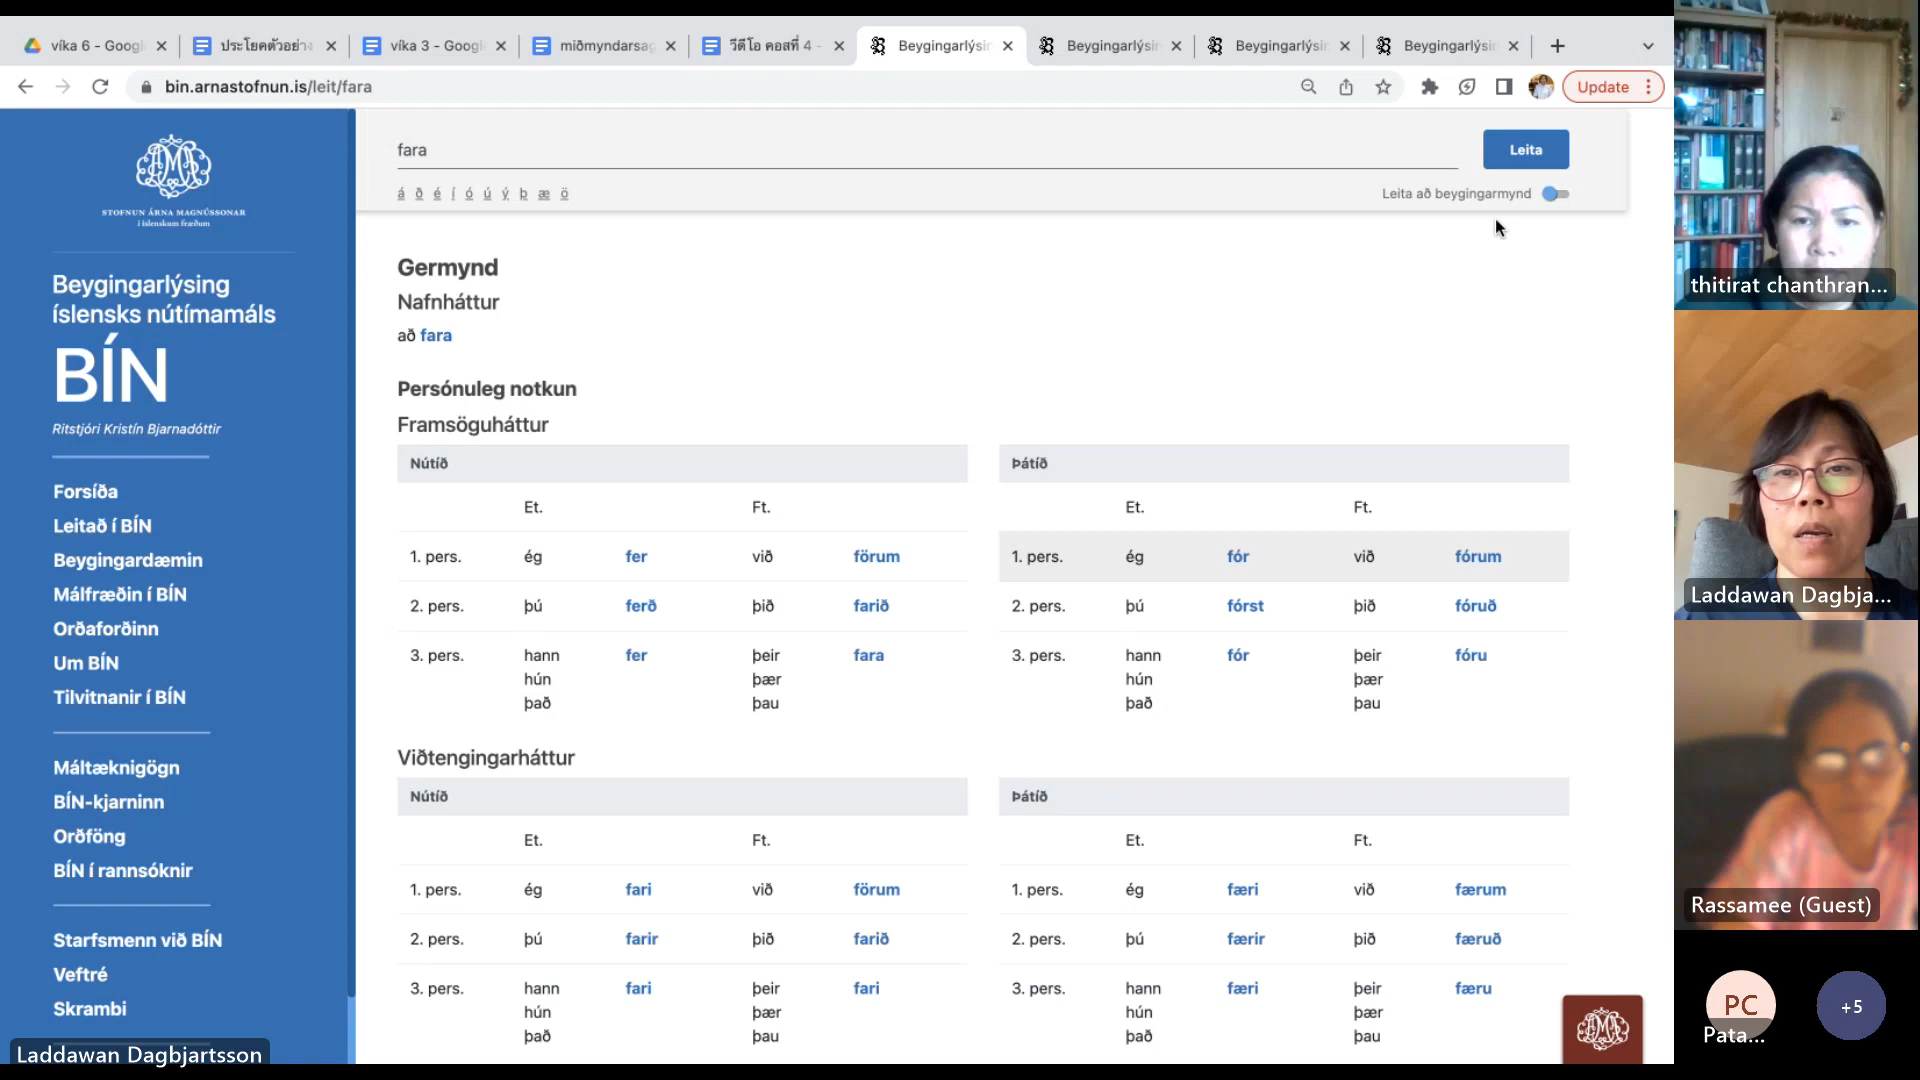 víka 6 - Googl
ประโยคตัวอย่าง
víka 3 - Googl
miðmyndarsag
วีดีโอ คอสที่ 4 -
Beygingarlýsin
Beygingarlýsin
Beygingarlýsin
Beygingarlýsin
bin.arnastofnun.is/leit/fara
Update
STOFNUN ÁRNA MAGNÚSSONAR
í íslenskum fræðum
Beygingarlýsing
íslensks nútímamáls
BÍN
Ritstjóri Kristín Bjarnadóttir
Forsíða
Leitað í BÍN
Beygingardæmin
Málfræðin í BÍN
Orðaforðinn
Um BÍN
Tilvitnanir í BÍN
Máltæknigögn
BÍN-kjarninn
Orðföng
BÍN í rannsóknir
Starfsmenn við BÍN
Veftré
Skrambi
Laddawan Dagbjartsson
fara
Leita
á ð é í ó ú ý þ æ ö
Leita að beygingarmynd
Germynd
Nafnháttur
að fara
Persónuleg notkun
Framsöguháttur
Nútíð
Et. Ft.
1. pers. ég fer við förum
2. pers. þú ferð þið farið
3. pers. hann fer þeir fara
hún þær
það þau
Þátíð
Et. Ft.
1. pers. ég fór við fórum
2. pers. þú fórst þið fóruð
3. pers. hann fór þeir fóru
hún þær
það þau
Viðtengingarháttur
Nútíð
Et. Ft.
1. pers. ég fari við förum
2. pers. þú farir þið farið
3. pers. hann fari þeir fari
hún þær
það þau
Þátíð
Et. Ft.
1. pers. ég færi við færum
2. pers. þú færir þið færuð
3. pers. hann færi þeir færu
hún þær
það þau
thitirat chanthran...
Laddawan Dagbja...
Rassamee (Guest)
PC
Pata...
+5